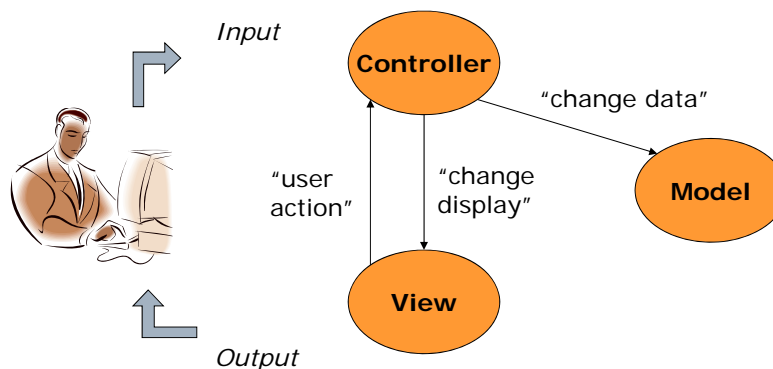 Input
Controller
“change data”
“user
action”
“change
display”
Model
View
Output